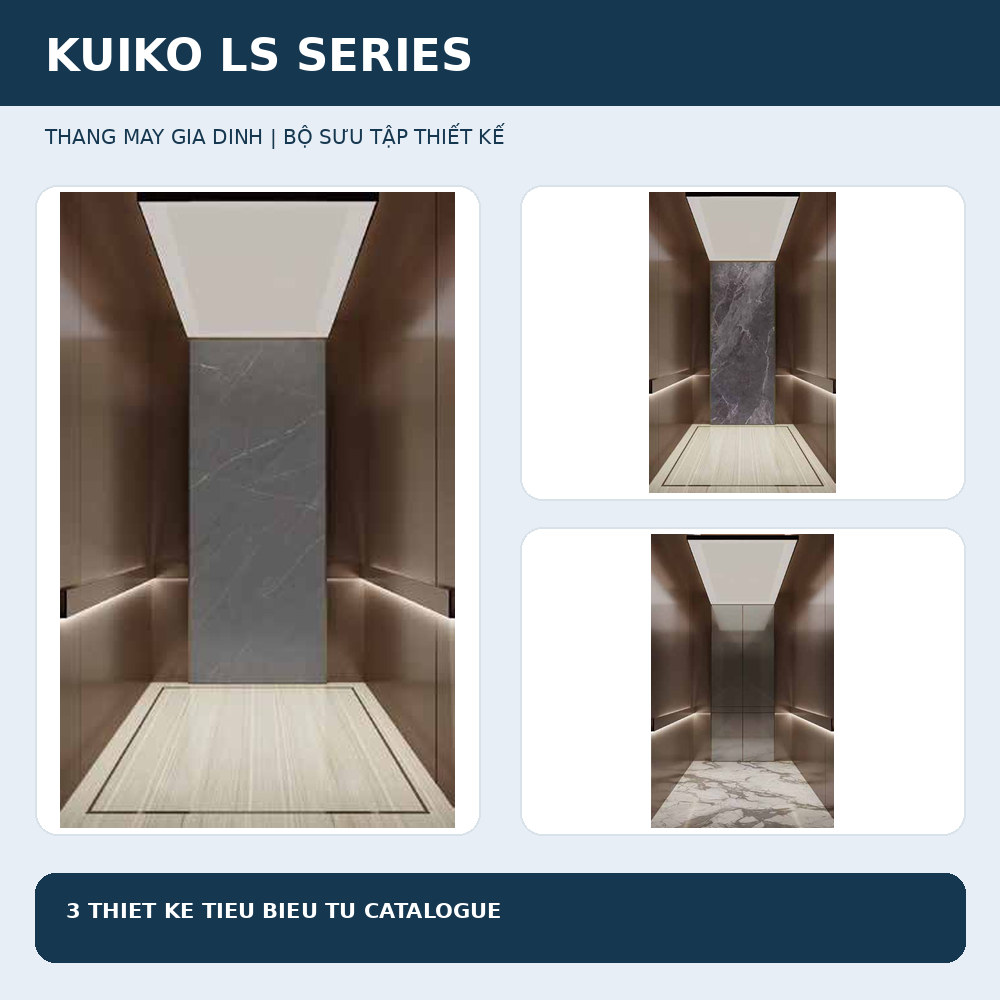 KUIKO LS SERIES
THANG MAY GIA DINH | BỘ SƯU TẬP THIẾT KẾ
3 THIET KE TIEU BIEU TU CATALOGUE